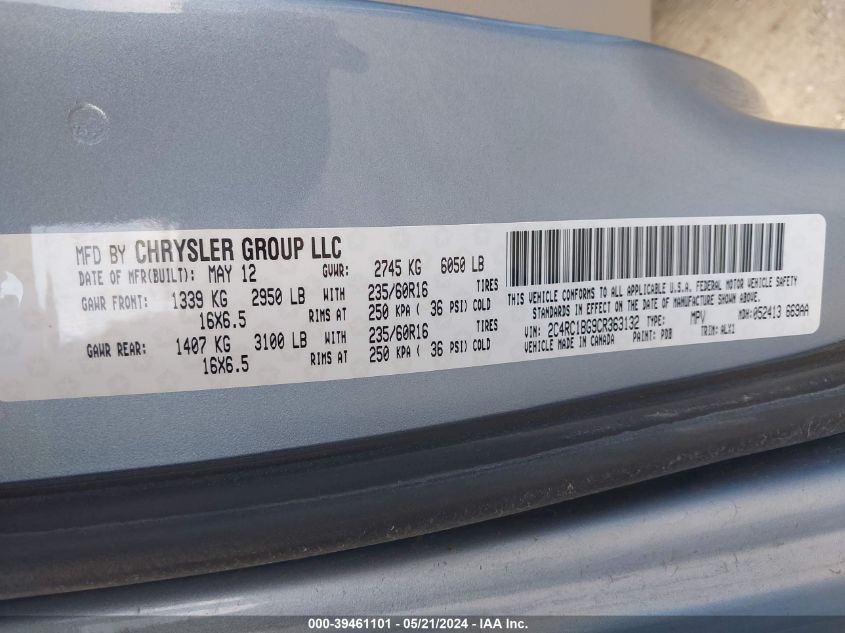 MFD BY CHRYSLER GROUP LLC
DATE OF MFR(BUILT): MAY 12 GVWR: 2745 KG 6050 LB
GAWR FRONT: 1339 KG 2950 LB WITH 235/60R16 TIRES
16X6.5 RIMS AT 250 KPA ( 36 PSI) COLD
GAWR REAR: 1407 KG 3100 LB WITH 235/60R16 TIRES
16X6.5 RIMS AT 250 KPA ( 36 PSI) COLD
THIS VEHICLE CONFORMS TO ALL APPLICABLE U.S.A. FEDERAL MOTOR VEHICLE SAFETY
STANDARDS IN EFFECT ON THE DATE OF MANUFACTURE SHOWN ABOVE.
VIN: 2C4RC1BG9CR363132 TYPE: MPV MDH:052413 663AA
VEHICLE MADE IN CANADA PAINT: PDB TRIM: ALX1
000-39461101 - 05/21/2024 - IAA Inc.